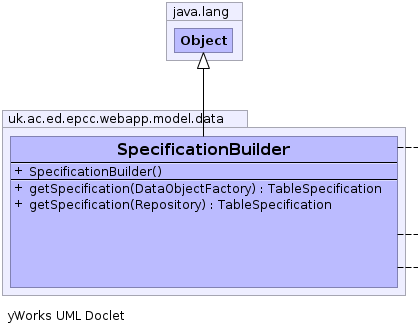 java.lang
Object
uk.ac.ed.epcc.webapp.model.data
SpecificationBuilder
+ SpecificationBuilder()
+ getSpecification(DataObjectFactory) : TableSpecification
+ getSpecification(Repository) : TableSpecification
yWorks UML Doclet